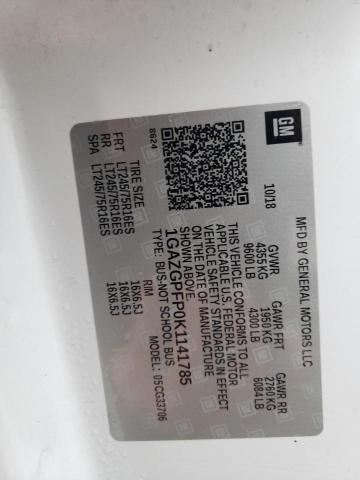 GM
MFD BY GENERAL MOTORS LLC
10/18
GVWR
4355 KG
9600 LB
GAWR FRT
1950 KG
4300 LB
GAWR RR
2760 KG
6084 LB
THIS VEHICLE CONFORMS TO ALL
APPLICABLE U.S. FEDERAL MOTOR
VEHICLE SAFETY STANDARDS IN EFFECT
ON THE DATE OF MANUFACTURE
SHOWN ABOVE.
1GAZGPFP0K1141785
TYPE: BUS-NOT SCHOOL BUS
MODEL: 05CG33706
8624
TIRE SIZE RIM
FRT LT245/75R16ES 16X6.5J
RR LT245/75R16ES 16X6.5J
SPA LT245/75R16ES 16X6.5J